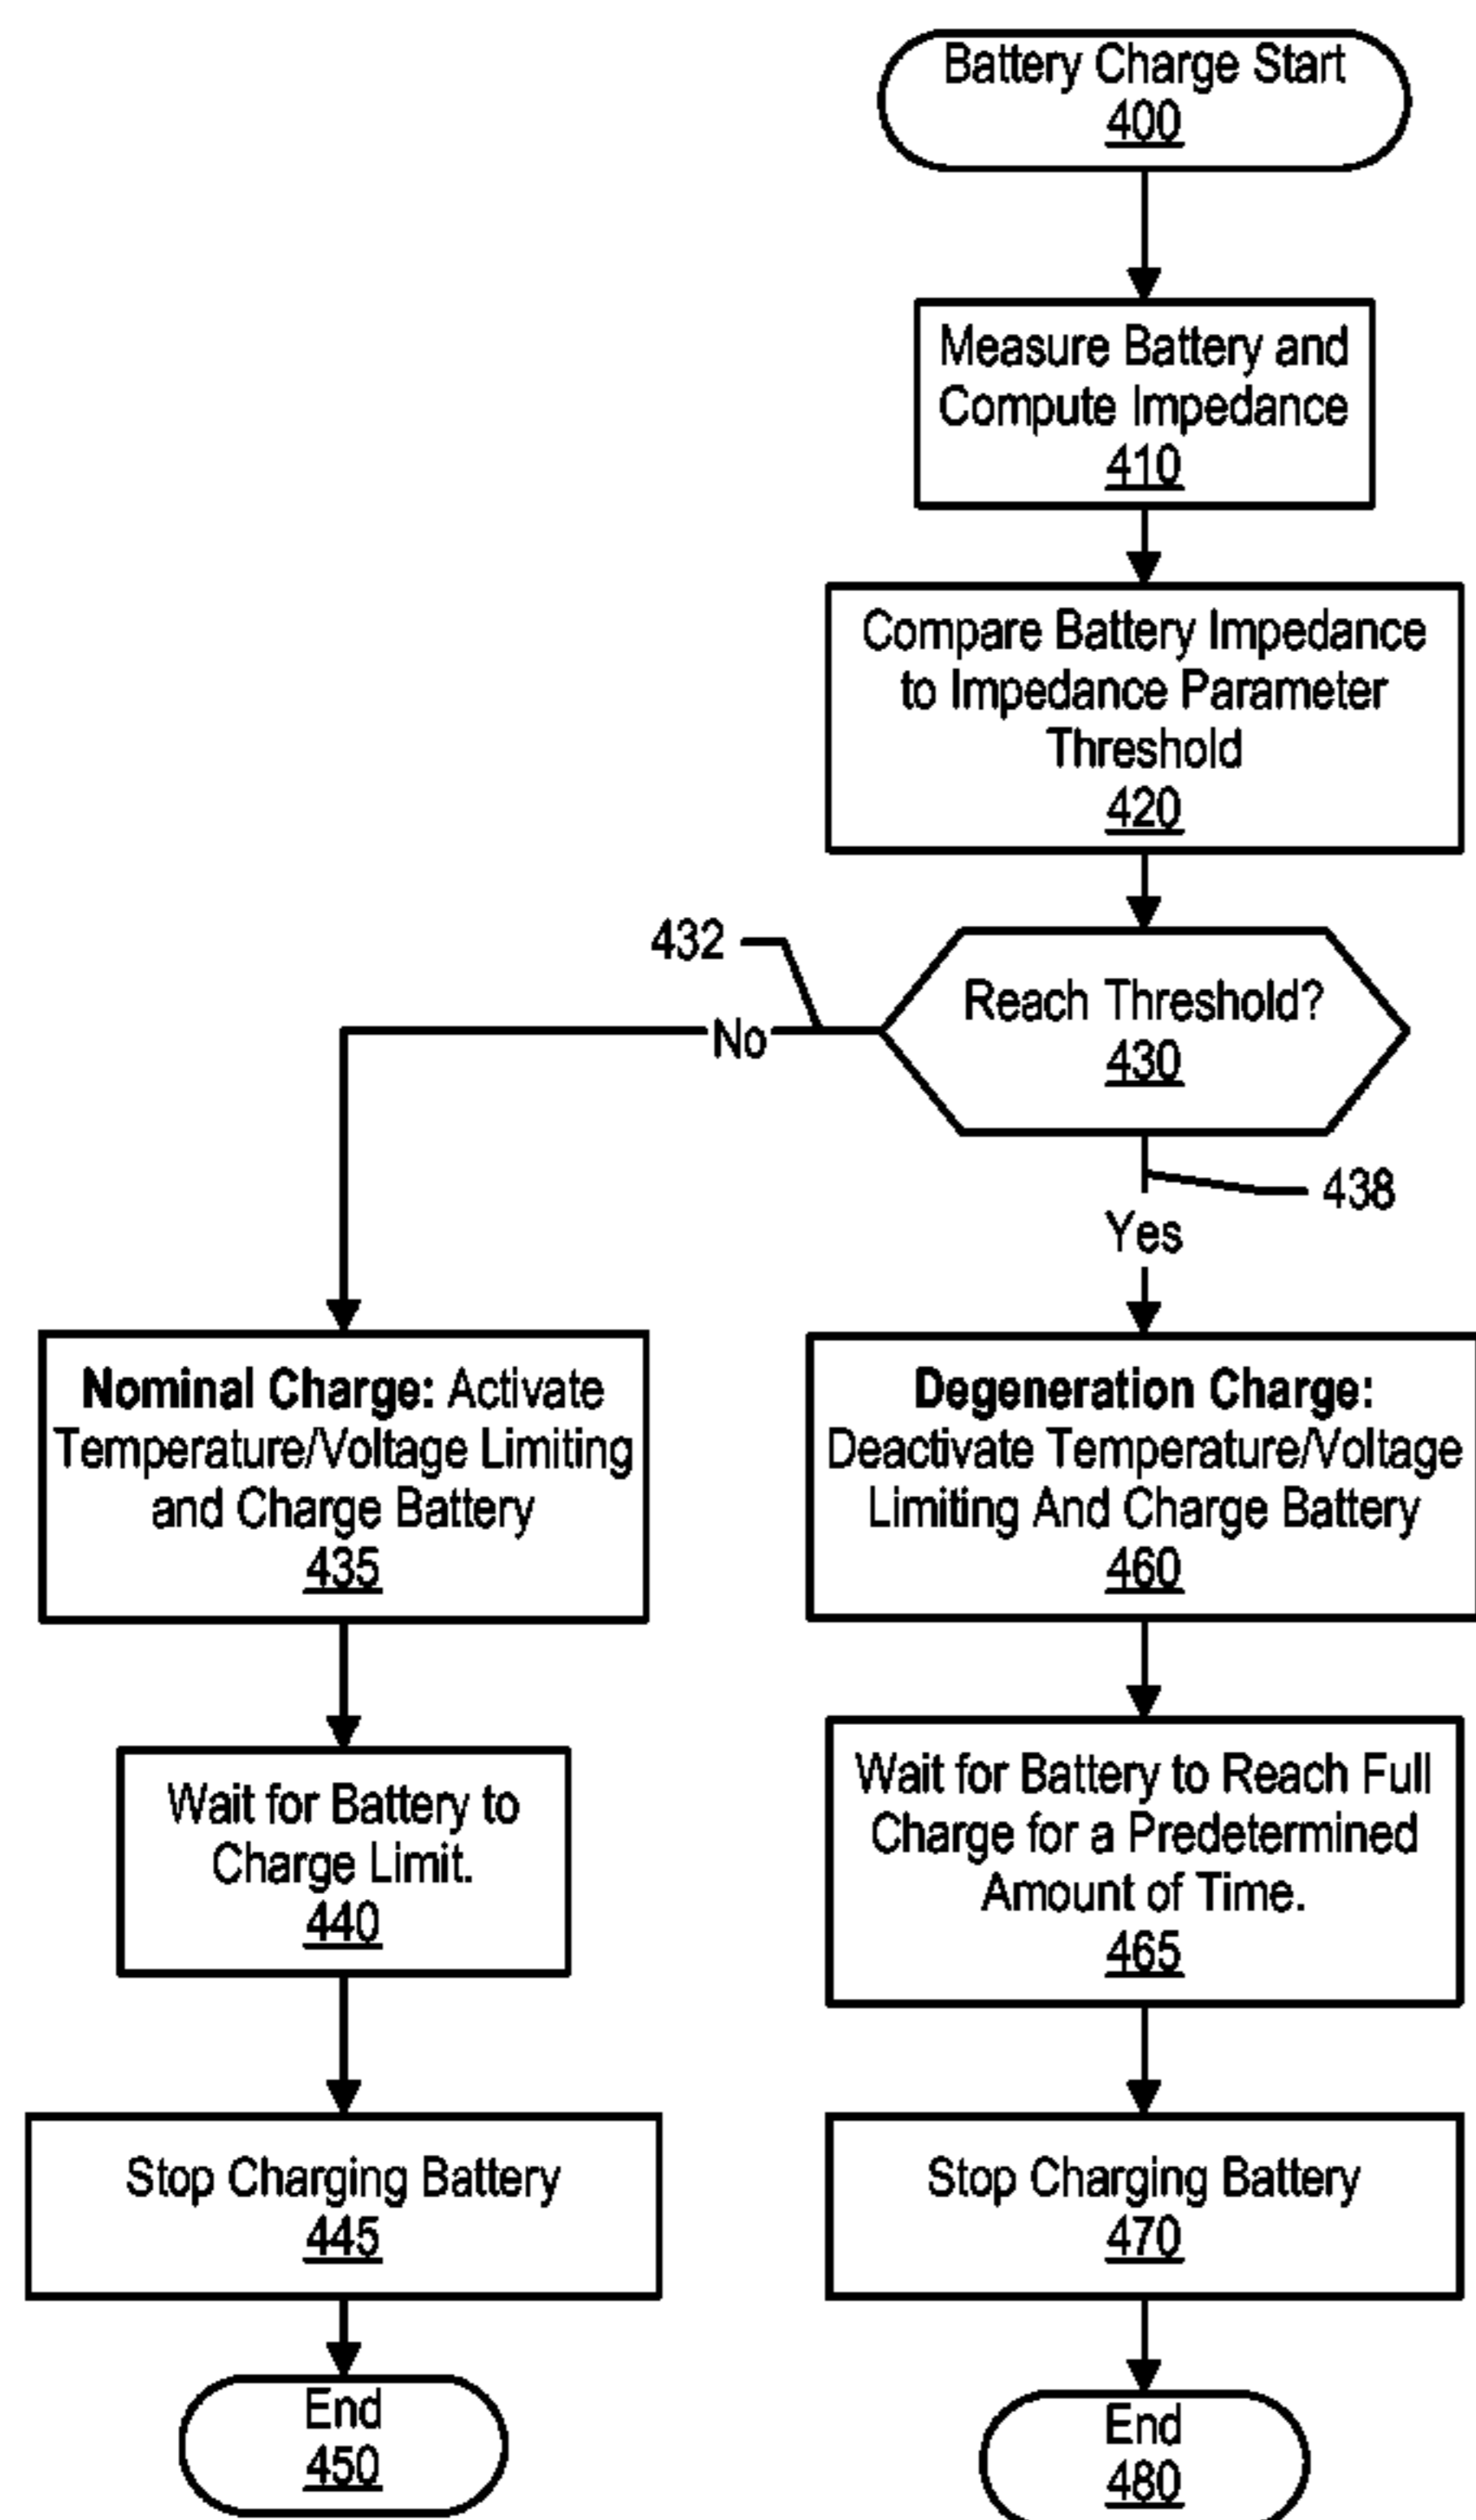 Battery Charge Start
400
Measure Battery and
Compute Impedance
410
Compare Battery Impedance
to Impedance Parameter
Threshold
420
432
Reach Threshold?
430
No
438
Yes
Nominal Charge: Activate
Temperature/Voltage Limiting
and Charge Battery
435
Degeneration Charge:
Deactivate Temperature/Voltage
Limiting And Charge Battery
460
Wait for Battery to
Charge Limit.
440
Wait for Battery to Reach Full
Charge for a Predetermined
Amount of Time.
465
Stop Charging Battery
445
Stop Charging Battery
470
End
450
End
480